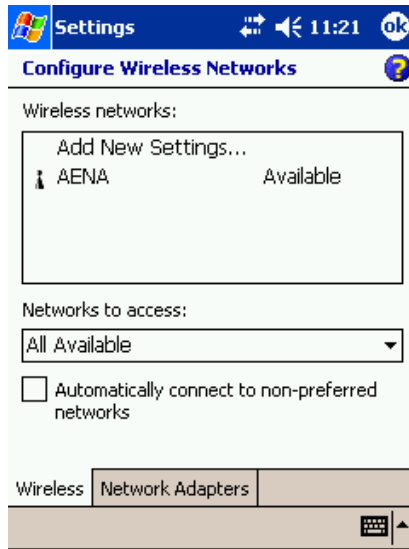 Settings 11:21 ok
Configure Wireless Networks ?
Wireless networks:
Add New Settings...
AENA Available
Networks to access:
All Available
Automatically connect to non-preferred
networks
Wireless Network Adapters